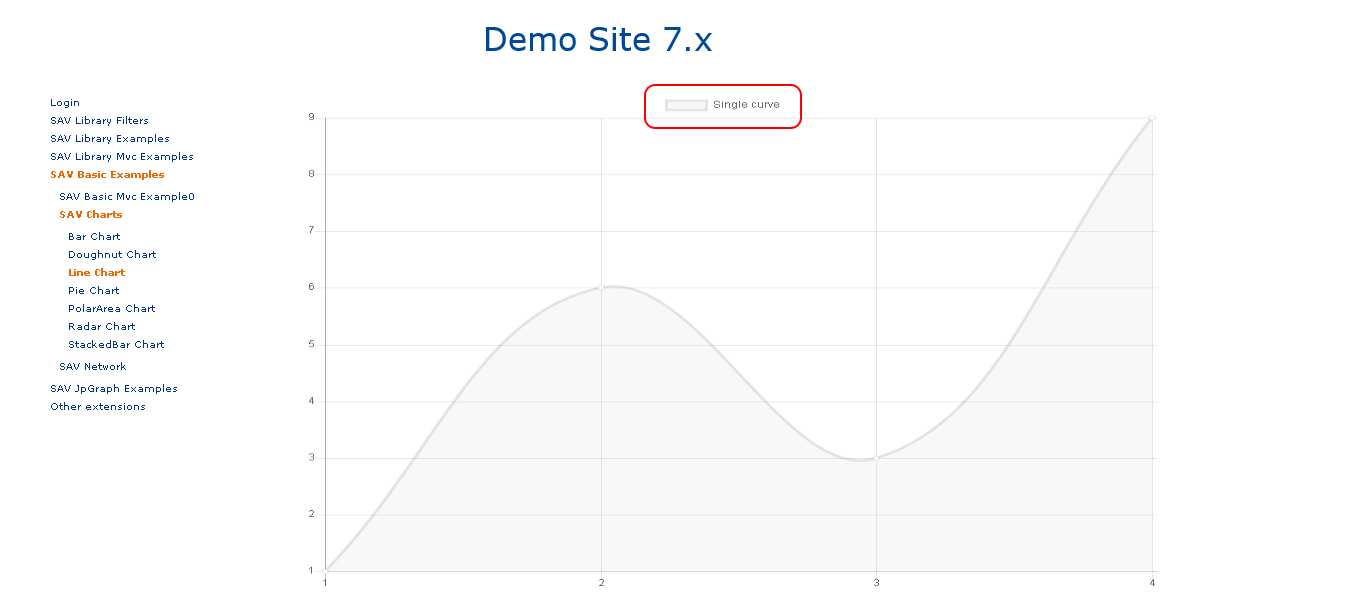 Demo Site 7.x
Login
SAV Library Filters
SAV Library Examples
SAV Library Mvc Examples
SAV Basic Examples
SAV Basic Mvc Example0
SAV Charts
Bar Chart
Doughnut Chart
Line Chart
Pie Chart
PolarArea Chart
Radar Chart
StackedBar Chart
SAV Network
SAV JpGraph Examples
Other extensions
Single curve
9
8
7
6
5
4
3
2
1
1 2 3 4